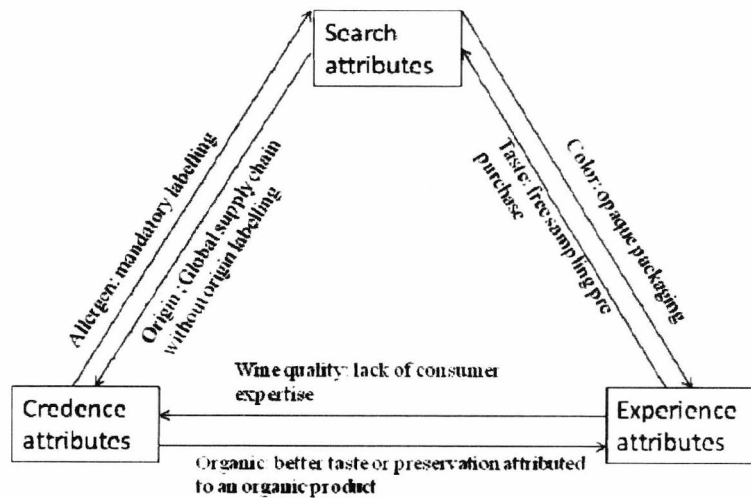 Search
attributes
Allergen: mandatory labelling
Origin : Global supply chain
without origin labelling
Taste: free sampling pre
purchase
Color: opaque packaging
Wine quality: lack of consumer
expertise
Credence
attributes
Experience
attributes
Organic: better taste or preservation attributed
to an organic product